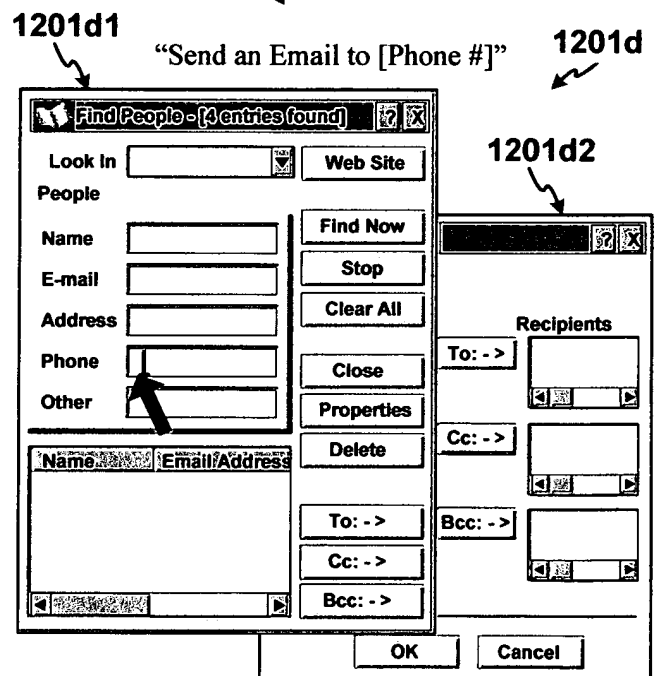 1201d1
“Send an Email to [Phone #]”
1201d
Find People - [4 entries found] ? X
Look In
Web Site
1201d2
People
Name
Find Now
? X
E-mail
Stop
Address
Clear All
Recipients
Phone
Close
To: - >
Other
Properties
Name Email Address
Delete
Cc: - >
To: - >
Bcc: - >
Cc: - >
Bcc: - >
OK Cancel